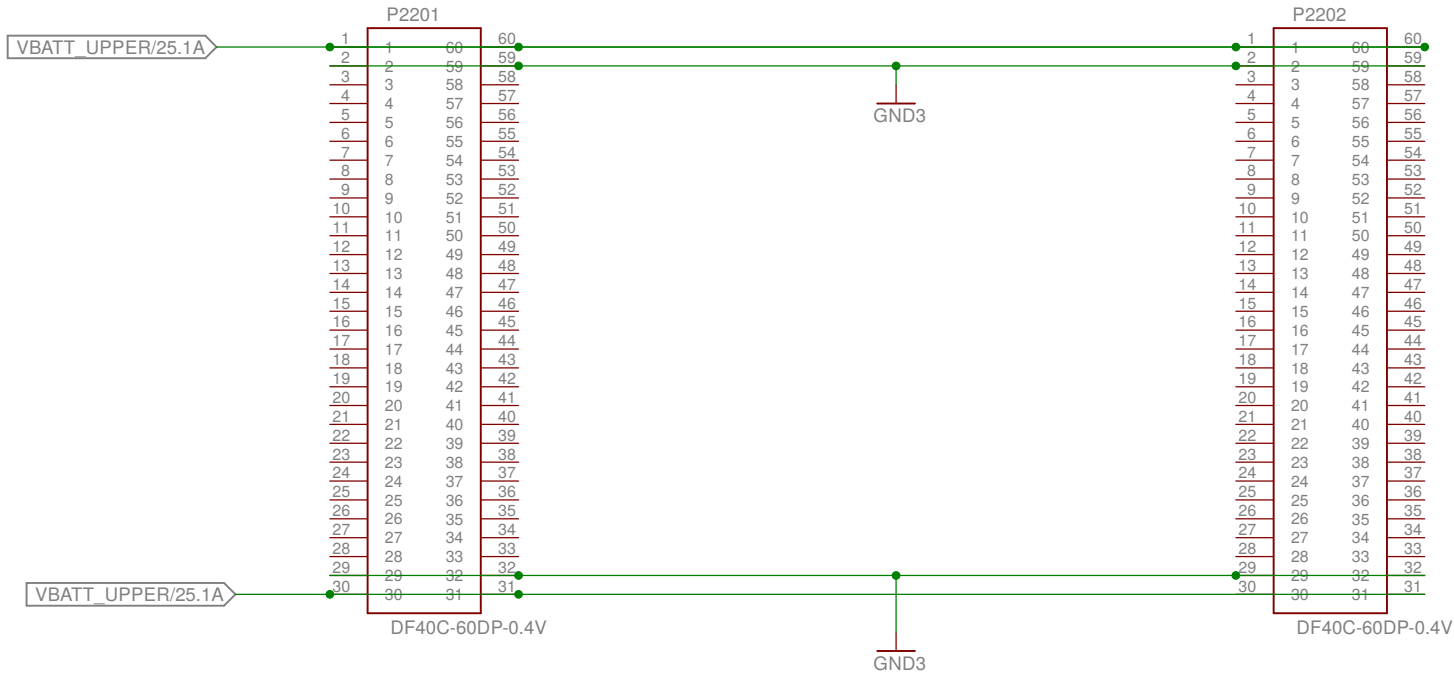 P2201 P2202
VBATT_UPPER/25.1A
1 1 60 60 1 1 60 60
2 2 59 59 2 2 59 59
3 3 58 58 3 3 58 58
GND3
4 4 57 57 4 4 57 57
5 5 56 56 5 5 56 56
6 6 55 55 6 6 55 55
7 7 54 54 7 7 54 54
8 8 53 53 8 8 53 53
9 9 52 52 9 9 52 52
10 10 51 51 10 10 51 51
11 11 50 50 11 11 50 50
12 12 49 49 12 12 49 49
13 13 48 48 13 13 48 48
14 14 47 47 14 14 47 47
15 15 46 46 15 15 46 46
16 16 45 45 16 16 45 45
17 17 44 44 17 17 44 44
18 18 43 43 18 18 43 43
19 19 42 42 19 19 42 42
20 20 41 41 20 20 41 41
21 21 40 40 21 21 40 40
22 22 39 39 22 22 39 39
23 23 38 38 23 23 38 38
24 24 37 37 24 24 37 37
25 25 36 36 25 25 36 36
26 26 35 35 26 26 35 35
27 27 34 34 27 27 34 34
28 28 33 33 28 28 33 33
29 29 32 32 29 29 32 32
VBATT_UPPER/25.1A
30 30 31 31 30 30 31 31
DF40C-60DP-0.4V DF40C-60DP-0.4V
GND3